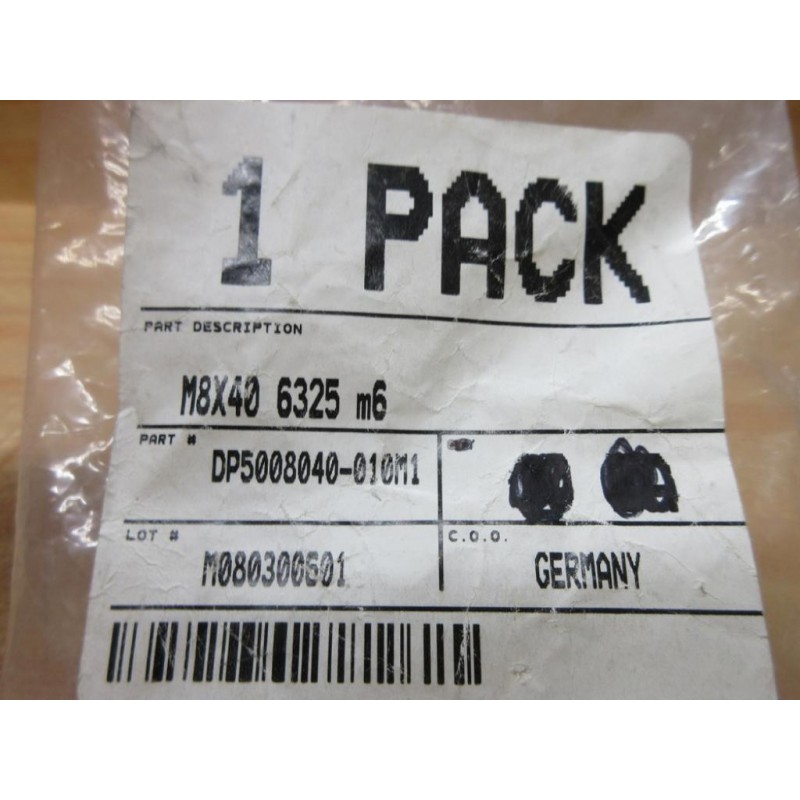 1 PACK
PART DESCRIPTION
M8X40 6325 m6
PART #
DP5008040-010M1
LOT #
M080300601
C.O.O.
GERMANY